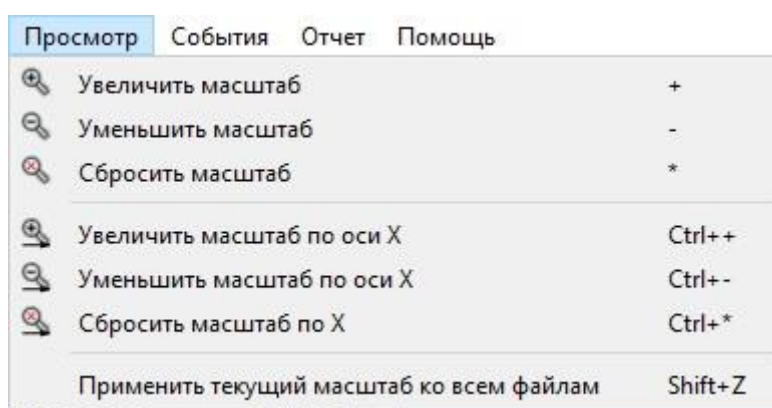 Просмотр События Отчет Помощь
Увеличить масштаб +
Уменьшить масштаб -
Сбросить масштаб *
Увеличить масштаб по оси X Ctrl++
Уменьшить масштаб по оси X Ctrl+-
Сбросить масштаб по X Ctrl+*
Применить текущий масштаб ко всем файлам Shift+Z